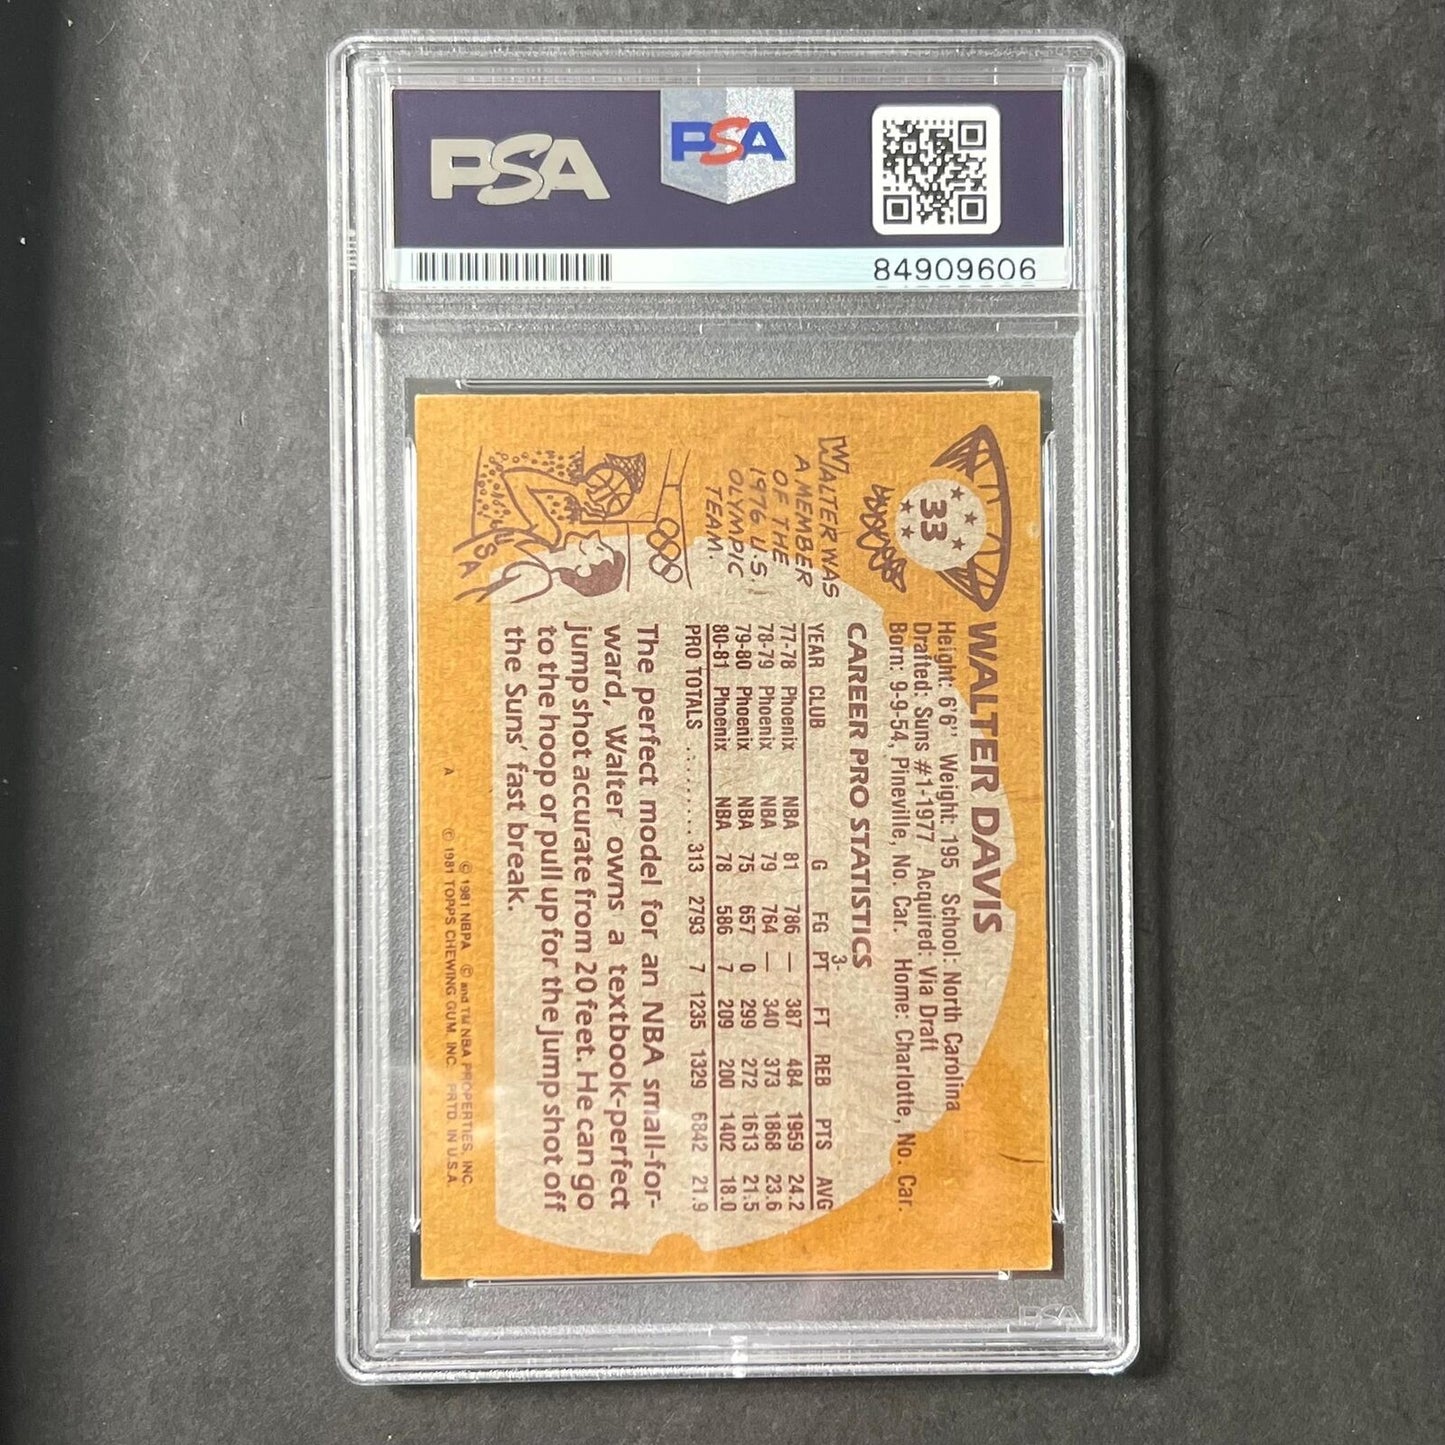 PSA
PSA
84909606
33
WALTER DAVIS
Height: 6'6" Weight: 195 School: North Carolina
Drafted: Suns #1-1977 Acquired: Via Draft
Born: 9-9-54, Pineville, No. Car. Home: Charlotte, No. Car.
WALTER WAS
A MEMBER
OF THE
1976 U.S.
OLYMPIC
TEAM.
USA
CAREER PRO STATISTICS
YEAR CLUB G FG 3-PT FT REB PTS AVG
77-78 Phoenix NBA 81 786 — 387 484 1959 24.2
78-79 Phoenix NBA 79 764 — 340 373 1868 23.6
79-80 Phoenix NBA 75 657 0 299 272 1613 21.5
80-81 Phoenix NBA 78 586 7 209 200 1402 18.0
PRO TOTALS ........ 313 2793 7 1235 1329 6842 21.9
The perfect model for an NBA small-for-
ward, Walter owns a textbook-perfect
jump shot accurate from 20 feet. He can go
to the hoop or pull up for the jump shot off
the Suns' fast break.
© 1981 NBPA © and TM NBA PROPERTIES, INC.
A © 1981 TOPPS CHEWING GUM, INC. PRTD. IN U.S.A.
PSA